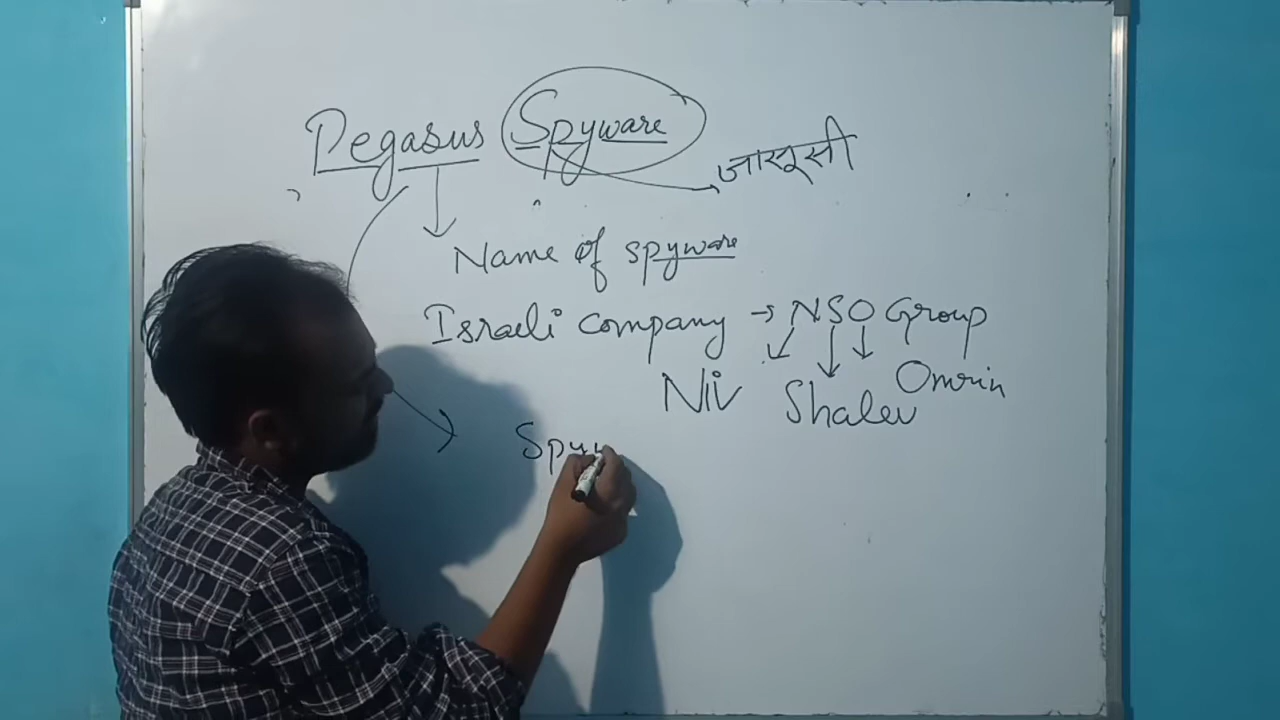 Pegasus Spyware
जासूसी
Name of spyware
Israeli company → NSO Group
Niv Shalev Omrin